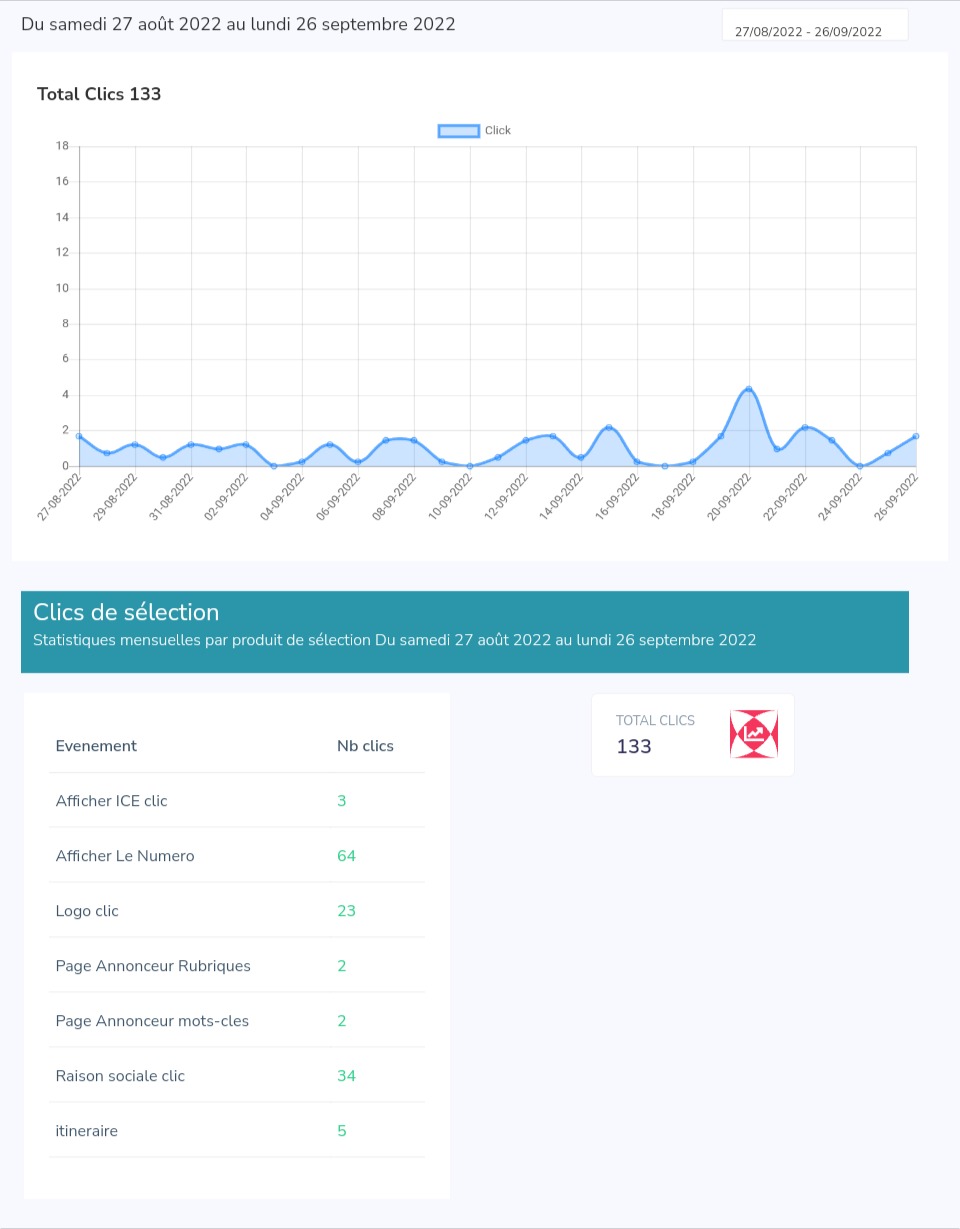 Du samedi 27 août 2022 au lundi 26 septembre 2022
27/08/2022 - 26/09/2022
Total Clics 133
Click
18
16
14
12
10
8
6
4
2
0
27-08-2022
29-08-2022
31-08-2022
02-09-2022
04-09-2022
06-09-2022
08-09-2022
10-09-2022
12-09-2022
14-09-2022
16-09-2022
18-09-2022
20-09-2022
22-09-2022
24-09-2022
26-09-2022
Clics de sélection
Statistiques mensuelles par produit de sélection Du samedi 27 août 2022 au lundi 26 septembre 2022
Evenement Nb clics
Afficher ICE clic 3
Afficher Le Numero 64
Logo clic 23
Page Annonceur Rubriques 2
Page Annonceur mots-cles 2
Raison sociale clic 34
itineraire 5
TOTAL CLICS
133